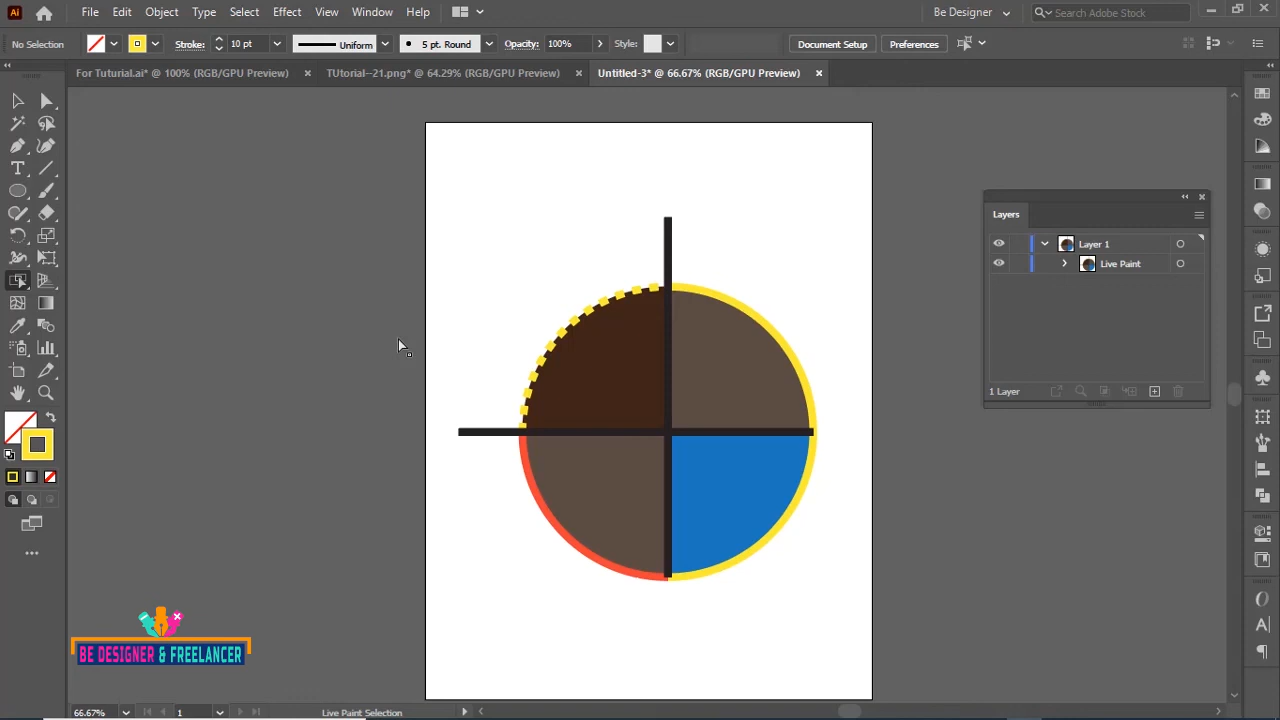 Ai
File Edit Object Type Select Effect View Window Help
Be Designer
Search Adobe Stock
No Selection
Stroke:
10 pt
Uniform
5 pt. Round
Opacity:
100%
Style:
Document Setup
Preferences
For Tuturial.ai* @ 100% (RGB/GPU Preview)
TUtorial--21.png* @ 64.29% (RGB/GPU Preview)
Untitled-3* @ 66.67% (RGB/GPU Preview)
Layers
Layer 1
Live Paint
1 Layer
BE DESIGNER & FREELANCER
66.67%
1
Live Paint Selection